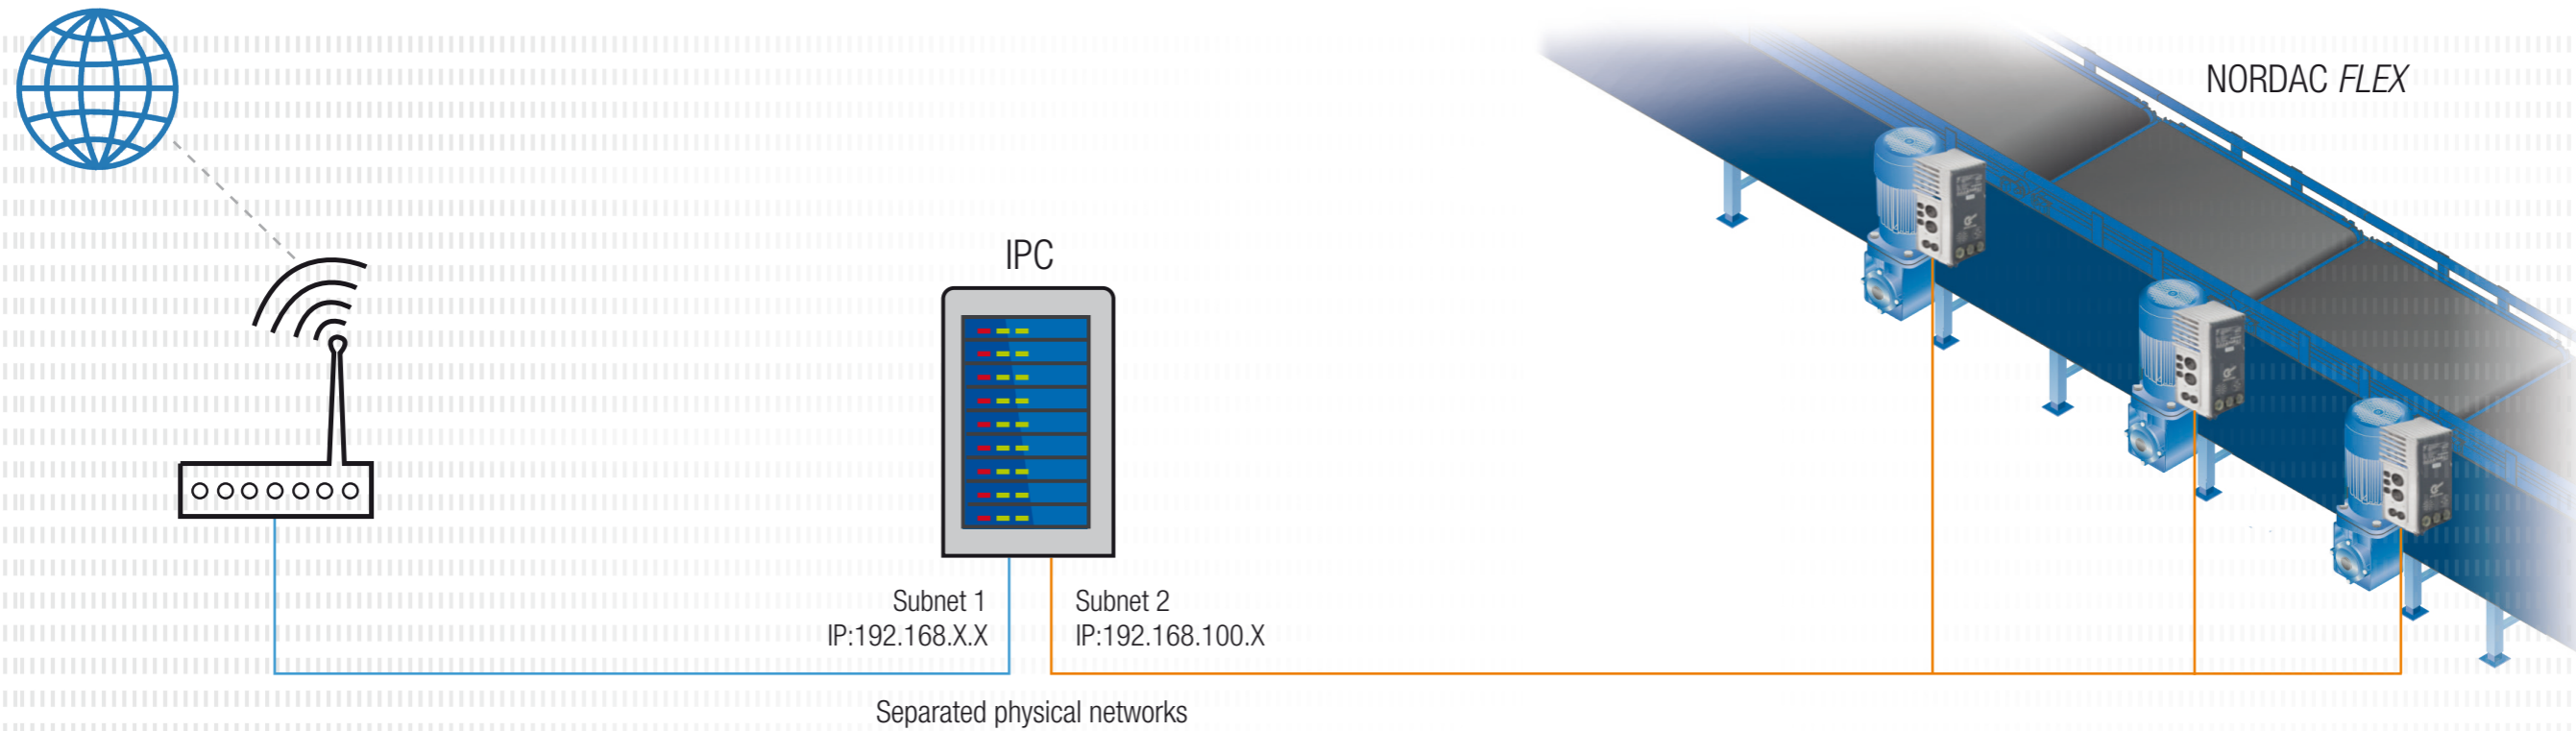 NORDAC FLEX
IPC
Subnet 1
IP:192.168.X.X
Subnet 2
IP:192.168.100.X
Separated physical networks